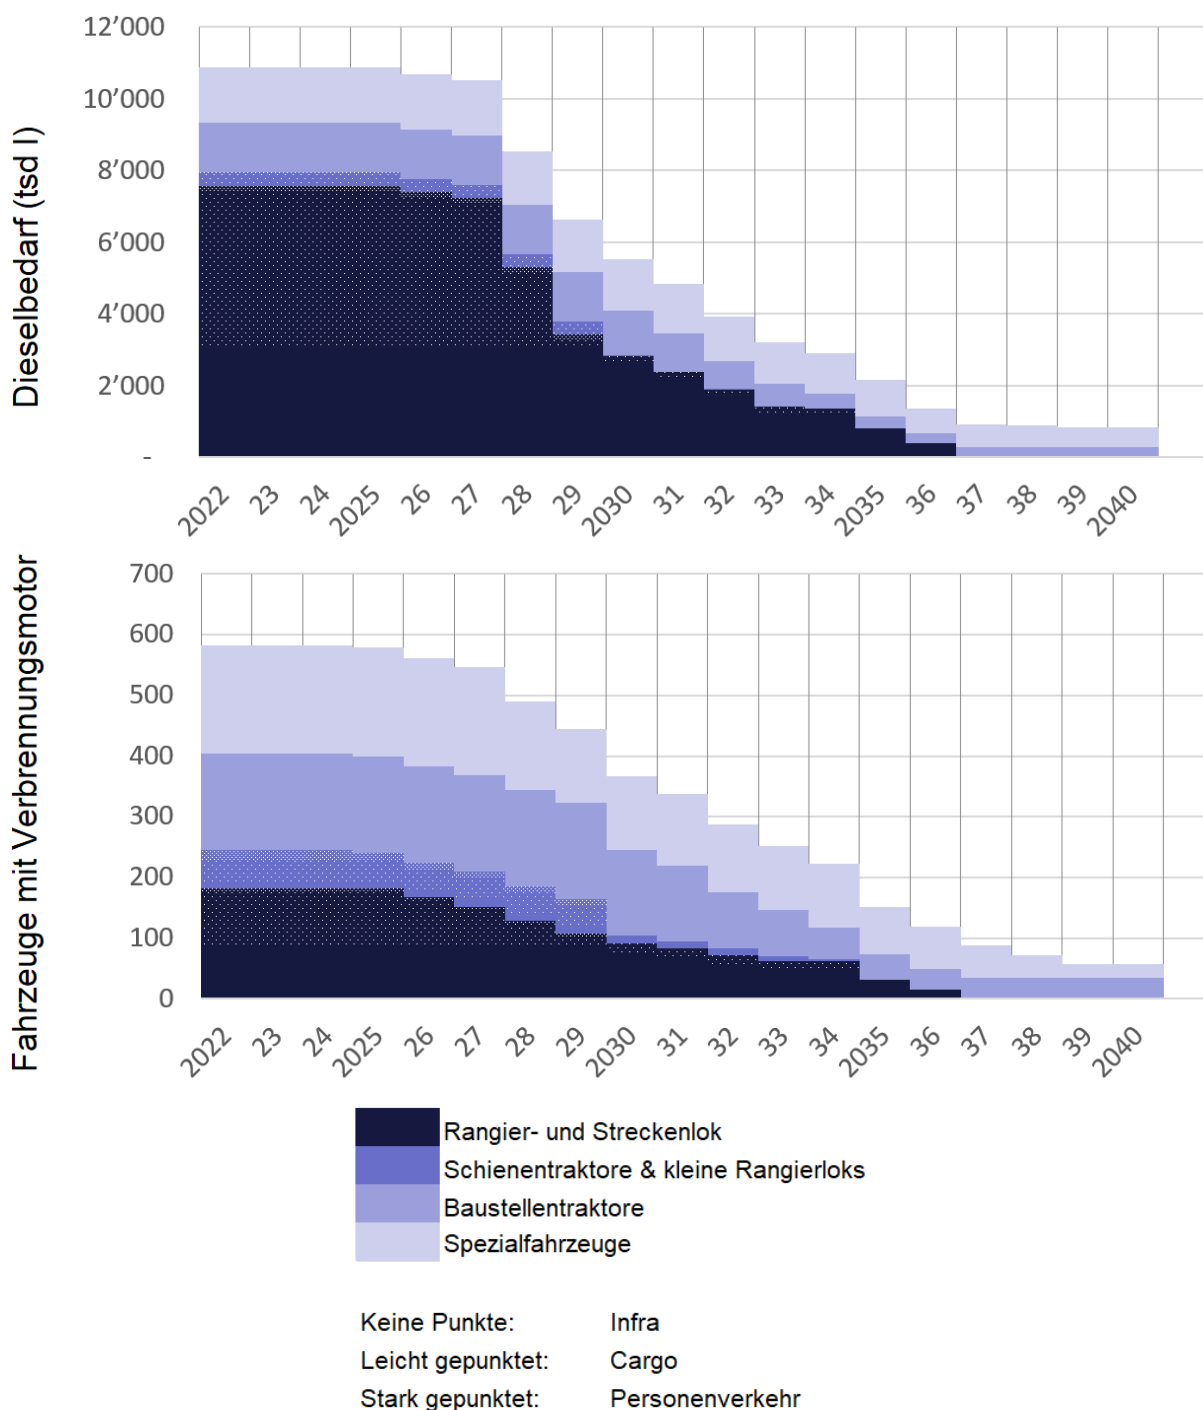 Dieselbedarf (tsd l)
12’000
10’000
8’000
6’000
4’000
2’000
-
2022 23 24 2025 26 27 28 29 2030 31 32 33 34 2035 36 37 38 39 2040
Fahrzeuge mit Verbrennungsmotor
700
600
500
400
300
200
100
0
2022 23 24 2025 26 27 28 29 2030 31 32 33 34 2035 36 37 38 39 2040
Rangier- und Streckenlok
Schienentraktore & kleine Rangierloks
Baustellentraktore
Spezialfahrzeuge
Keine Punkte: Infra
Leicht gepunktet: Cargo
Stark gepunktet: Personenverkehr